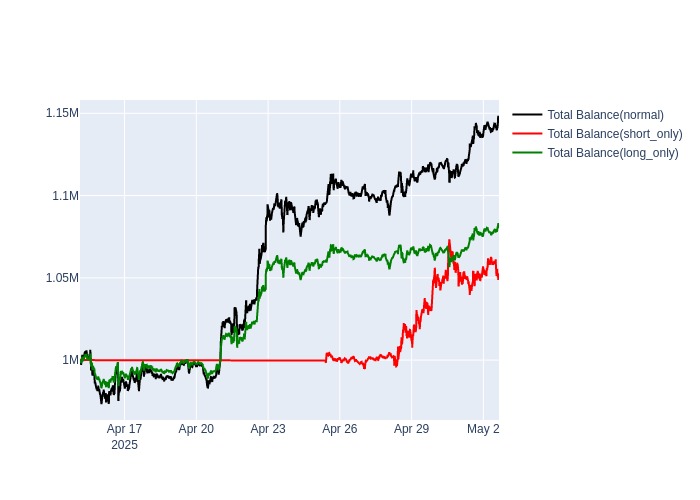 1.15M
1.1M
1.05M
1M
Apr 17
2025
Apr 20
Apr 23
Apr 26
Apr 29
May 2
Total Balance(normal)
Total Balance(short_only)
Total Balance(long_only)